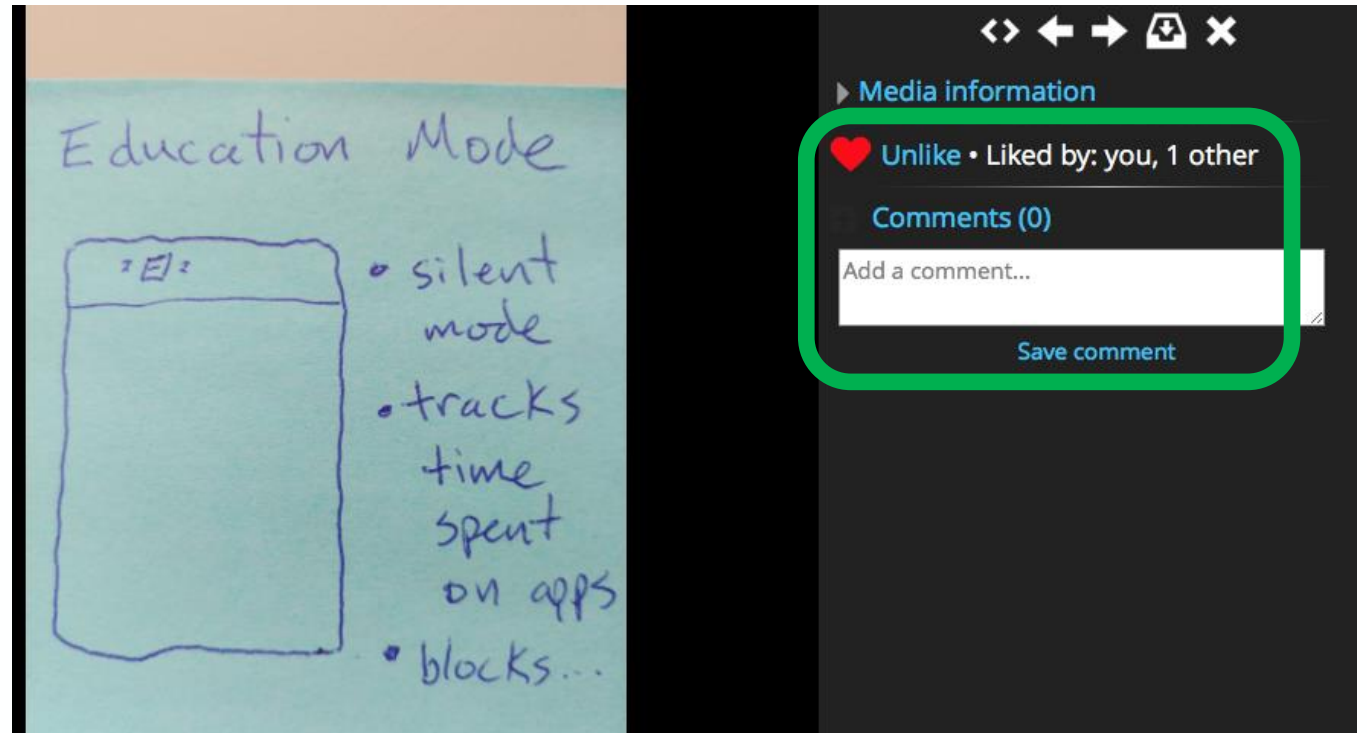 Education Mode
E
• silent
mode
• tracks
time
spent
on apps
• blocks...
Media information
Unlike • Liked by: you, 1 other
Comments (0)
Add a comment...
Save comment